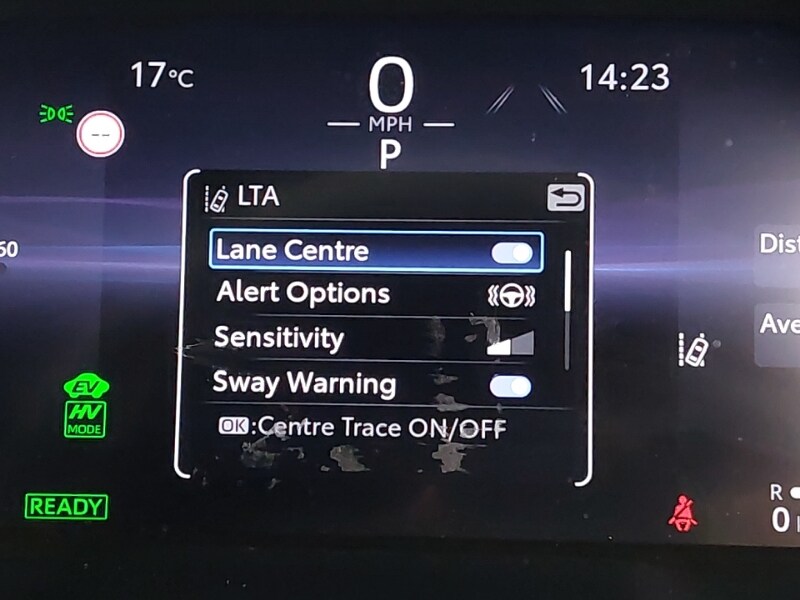 17°C
0
14:23
MPH
P
--
LTA
Lane Centre
Alert Options
Sensitivity
Sway Warning
OK:Centre Trace ON/OFF
60
Dist
Ave
EV
HV
MODE
READY
R
0